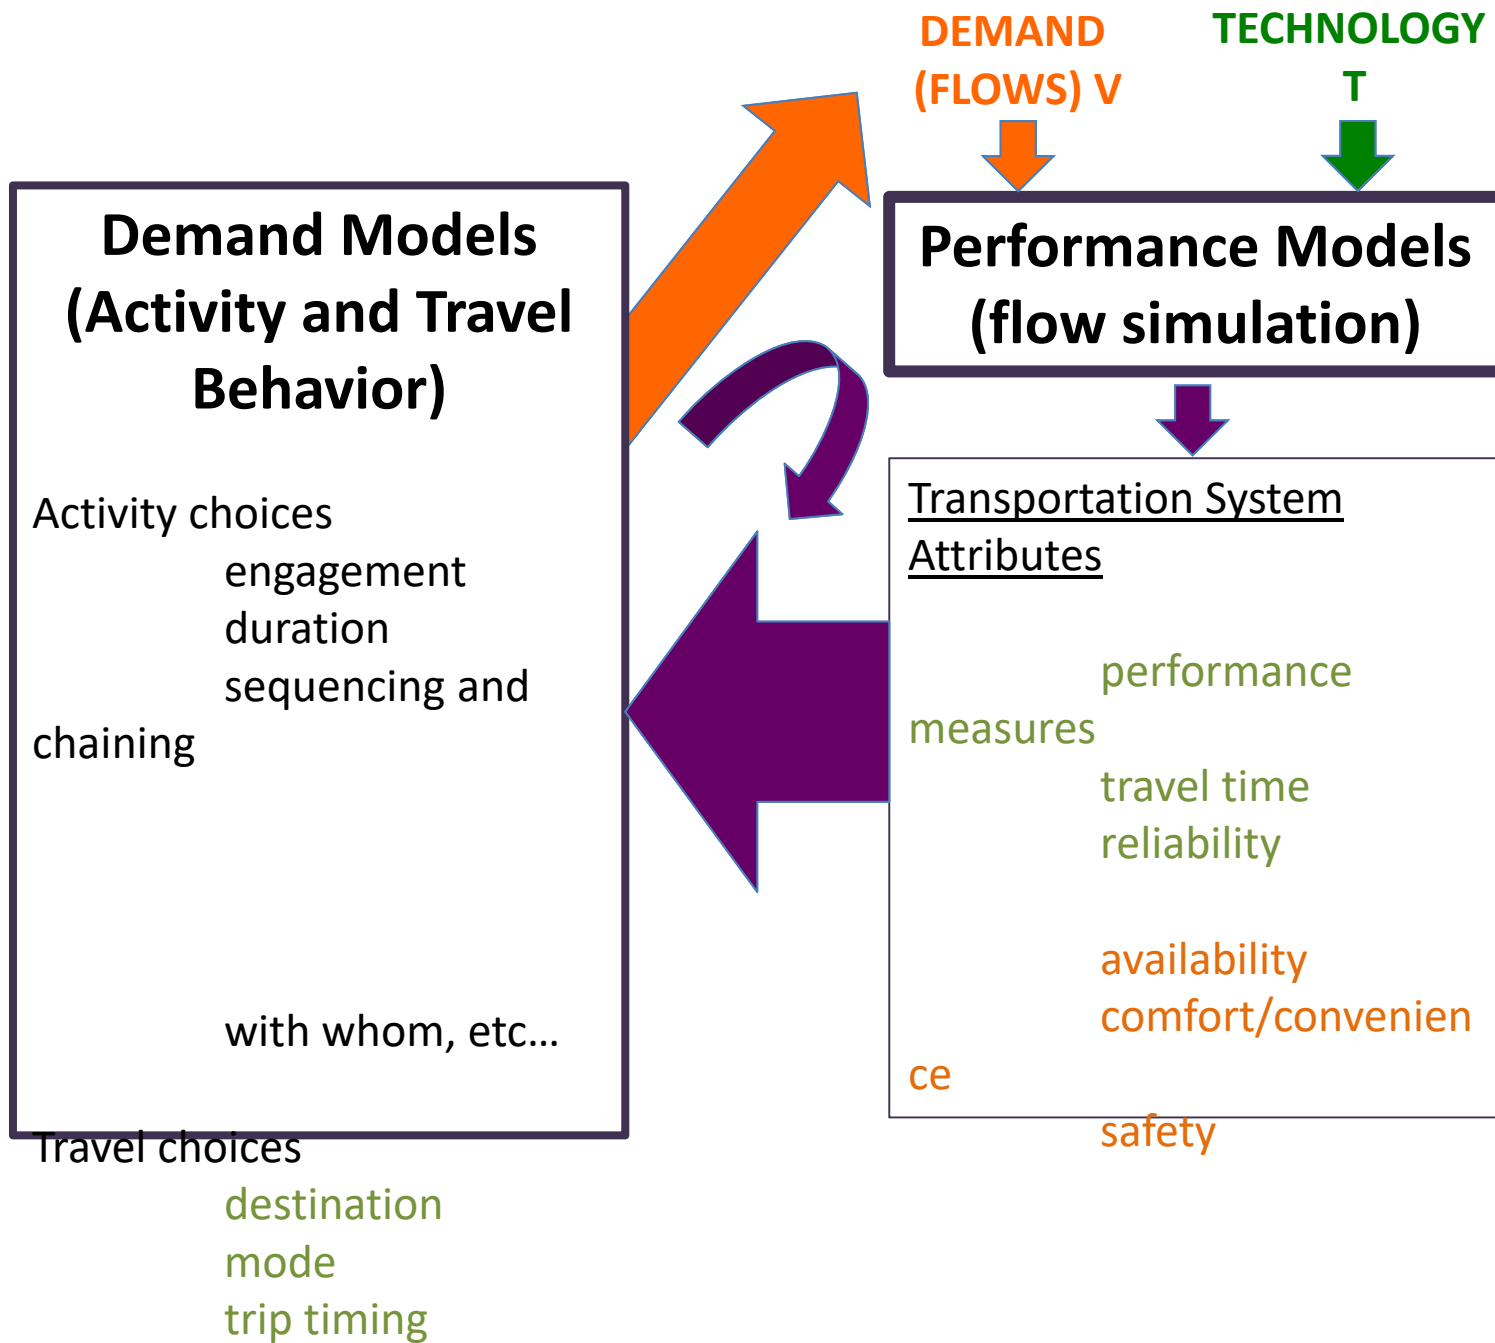 DEMAND
(FLOWS) V
TECHNOLOGY
T
Demand Models
(Activity and Travel
Behavior)
Activity choices
engagement
duration
sequencing and
chaining
with whom, etc…
Travel choices
destination
mode
trip timing
Performance Models
(flow simulation)
Transportation System
Attributes
performance
measures
travel time
reliability
availability
comfort/convenien
ce
safety